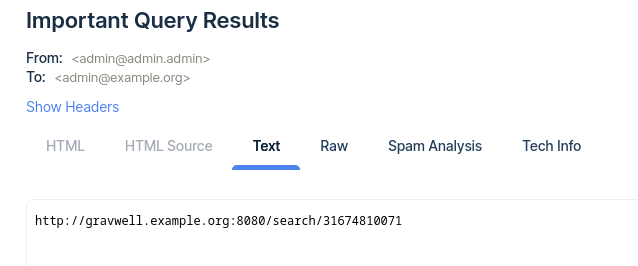 Important Query Results
From: <admin@admin.admin>
To: <admin@example.org>
Show Headers
HTML HTML Source Text Raw Spam Analysis Tech Info
http://gravwell.example.org:8080/search/31674810071